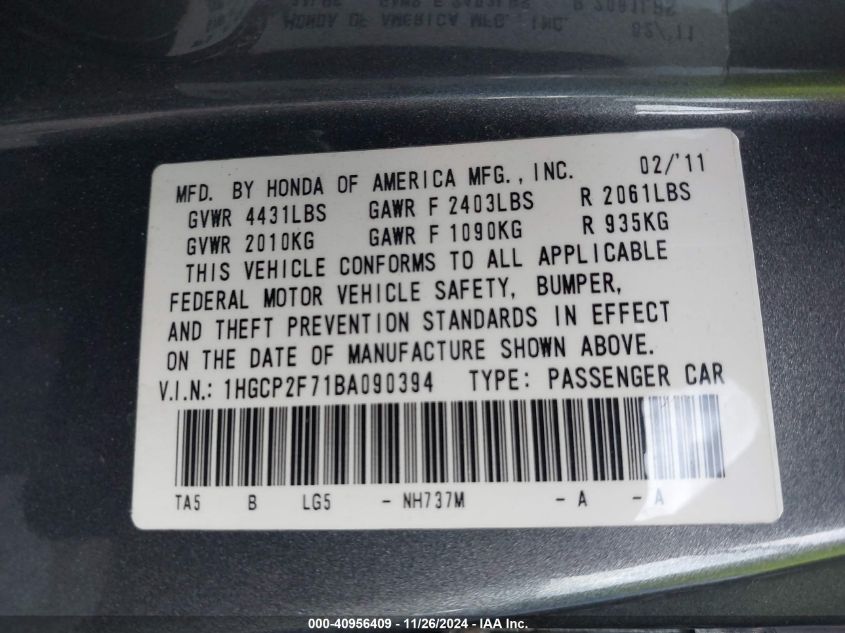 MFD. BY HONDA OF AMERICA MFG., INC. 02/'11
GVWR 4431LBS GAWR F 2403LBS R 2061LBS
GVWR 2010KG GAWR F 1090KG R 935KG
THIS VEHICLE CONFORMS TO ALL APPLICABLE
FEDERAL MOTOR VEHICLE SAFETY, BUMPER,
AND THEFT PREVENTION STANDARDS IN EFFECT
ON THE DATE OF MANUFACTURE SHOWN ABOVE.
V.I.N.: 1HGCP2F71BA090394 TYPE: PASSENGER CAR
TA5 B LG5 - NH737M - A - A
000-40956409 - 11/26/2024 - IAA Inc.